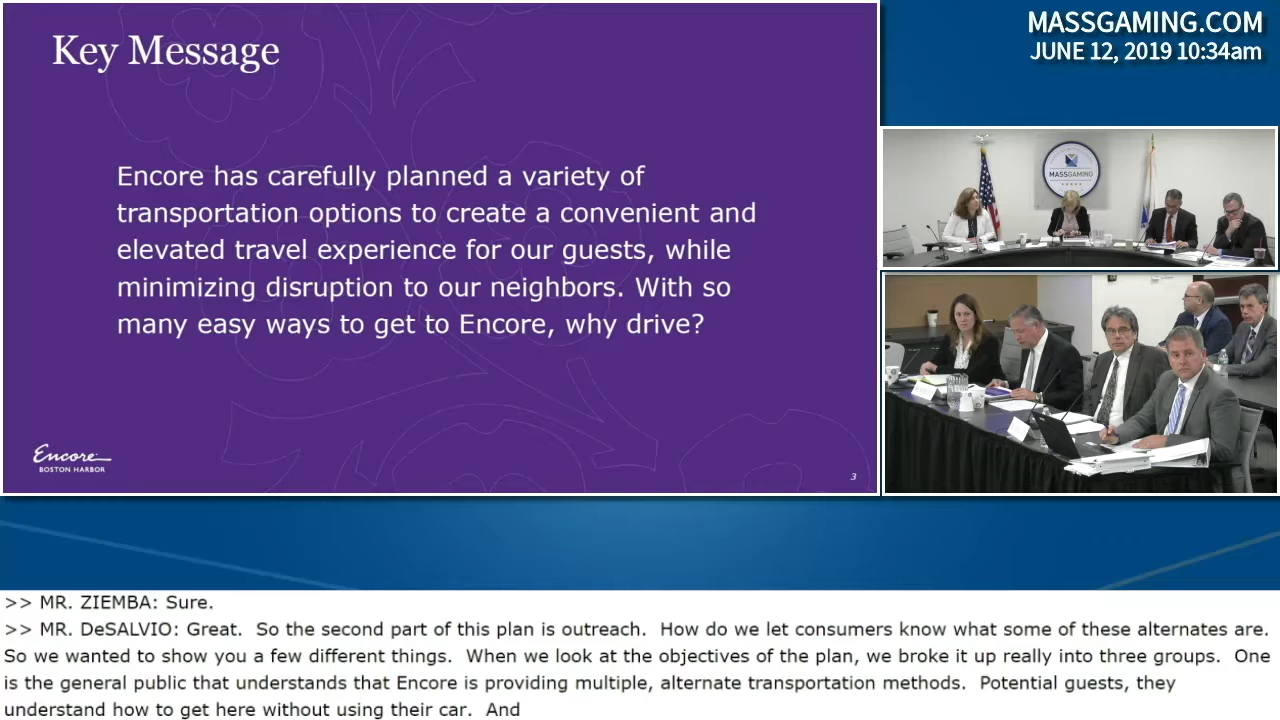 Key Message
Encore has carefully planned a variety of
transportation options to create a convenient and
elevated travel experience for our guests, while
minimizing disruption to our neighbors. With so
many easy ways to get to Encore, why drive?
Encore
BOSTON HARBOR
3
MASSGAMING.COM
JUNE 12, 2019 10:34am
MASSGAMING
>> MR. ZIEMBA: Sure.
>> MR. DeSALVIO: Great.  So the second part of this plan is outreach.  How do we let consumers know what some of these alternates are.
So we wanted to show you a few different things.  When we look at the objectives of the plan, we broke it up really into three groups.  One
is the general public that understands that Encore is providing multiple, alternate transportation methods.  Potential guests, they
understand how to get here without using their car.  And